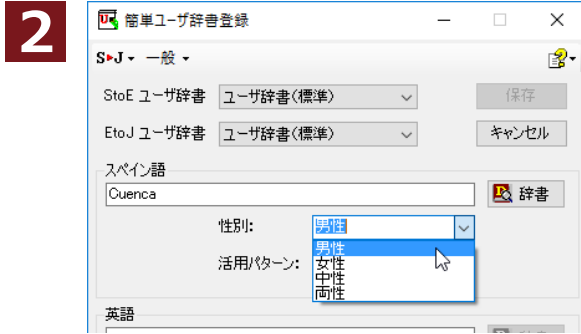 2
簡単ユーザ辞書登録
S▸J 一般
StoE ユーザ辞書 ユーザ辞書(標準) 保存
EtoJ ユーザ辞書 ユーザ辞書(標準) キャンセル
スペイン語
Cuenca 辞書
性別: 男性
男性
活用パターン: 女性
中性
両性
英語
辞書